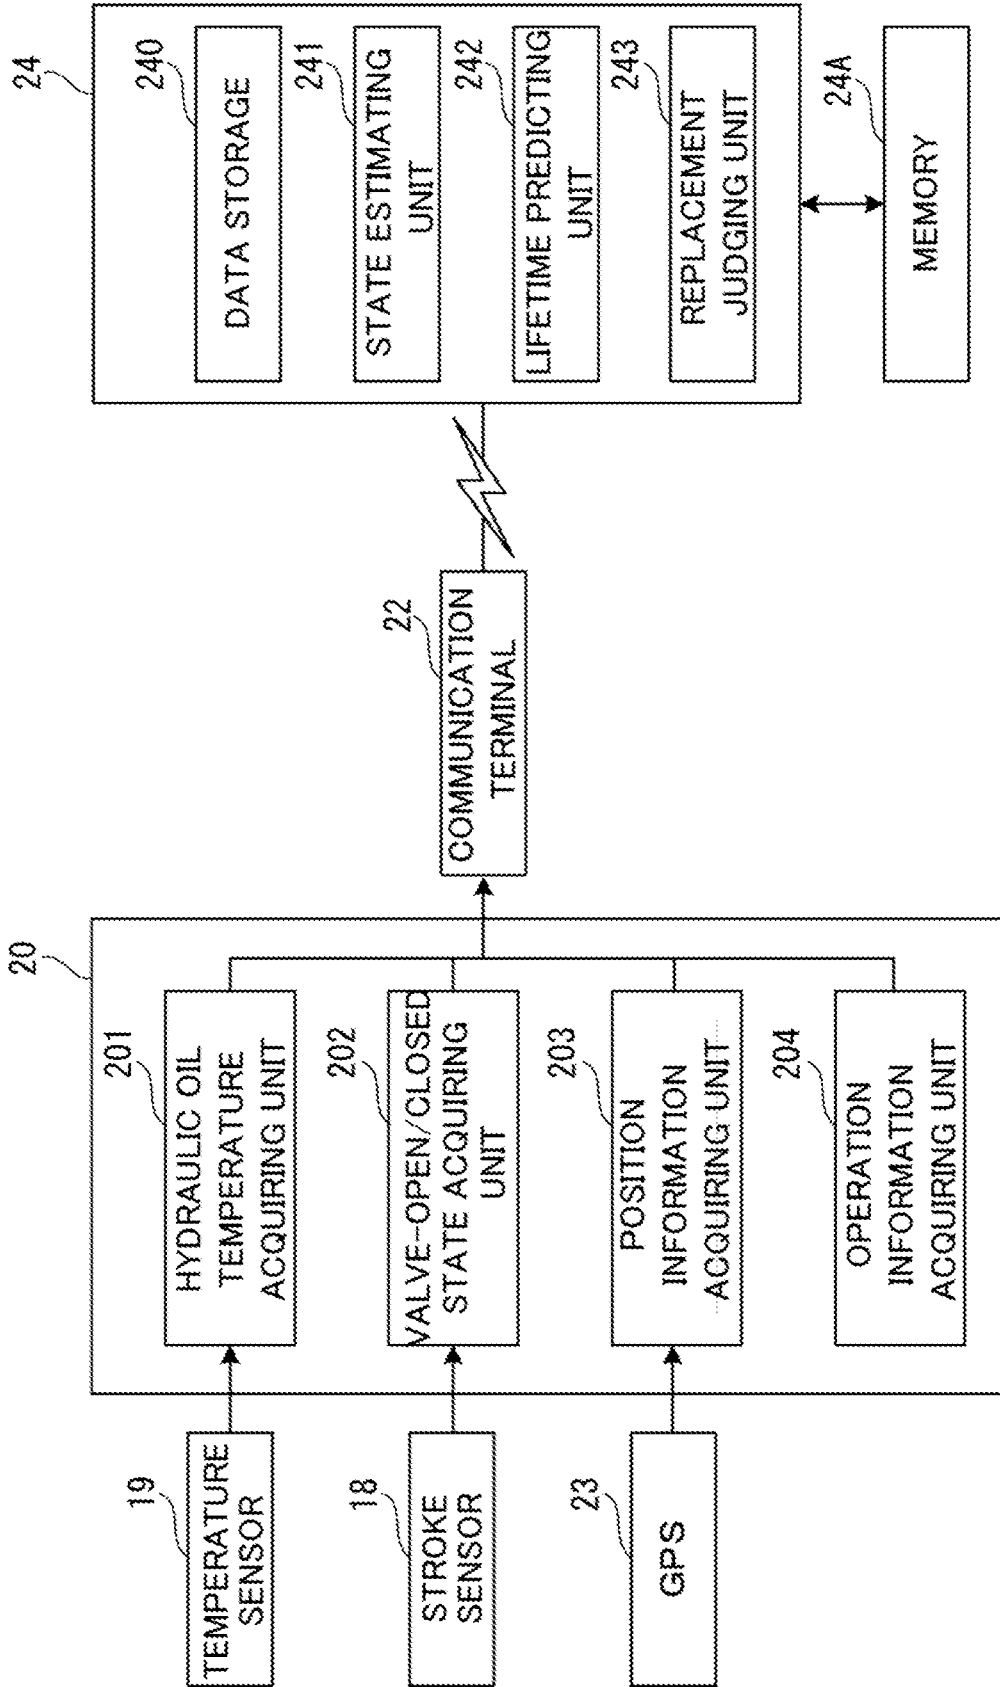 19
TEMPERATURE
SENSOR
18
STROKE
SENSOR
23
GPS
20
201
HYDRAULIC OIL
TEMPERATURE
ACQUIRING UNIT
202
VALVE-OPEN/CLOSED
STATE ACQUIRING
UNIT
203
POSITION
INFORMATION
ACQUIRING UNIT
204
OPERATION
INFORMATION
ACQUIRING UNIT
22
COMMUNICATION
TERMINAL
24
240
DATA STORAGE
241
STATE ESTIMATING
UNIT
242
LIFETIME PREDICTING
UNIT
243
REPLACEMENT
JUDGING UNIT
24A
MEMORY